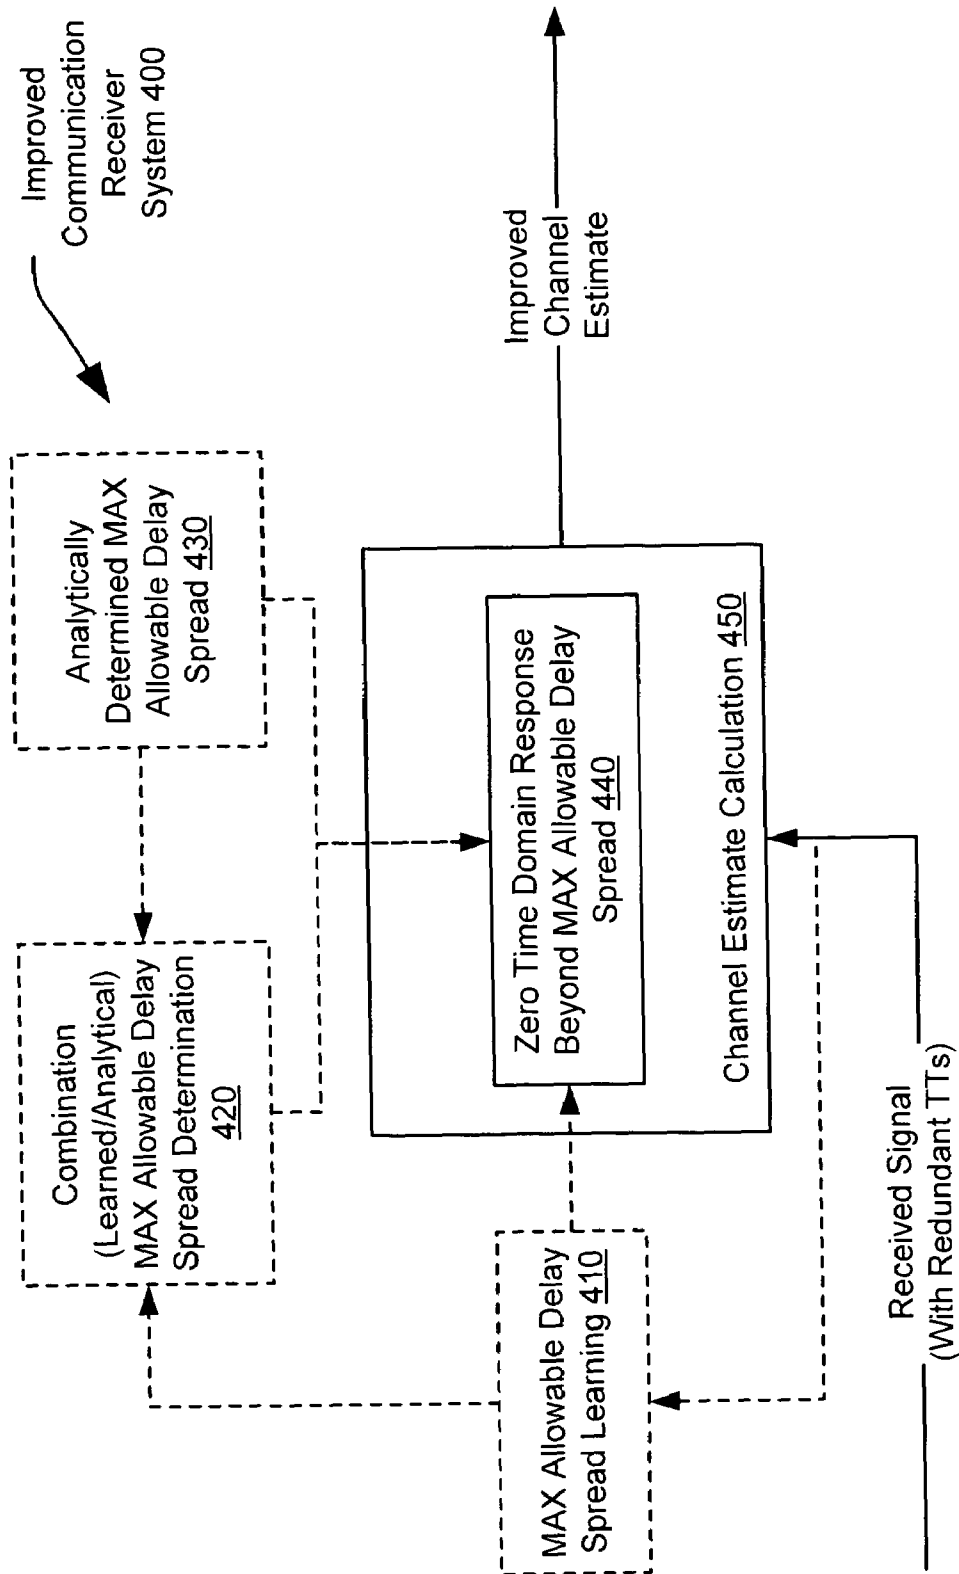 Improved
Communication
Receiver
System 400
Analytically
Determined MAX
Allowable Delay
Spread 430
Combination
(Learned/Analytical)
MAX Allowable Delay
Spread Determination
420
Improved
Channel
Estimate
Zero Time Domain Response
Beyond MAX Allowable Delay
Spread 440
Channel Estimate Calculation 450
MAX Allowable Delay
Spread Learning 410
Received Signal
(With Redundant TTs)